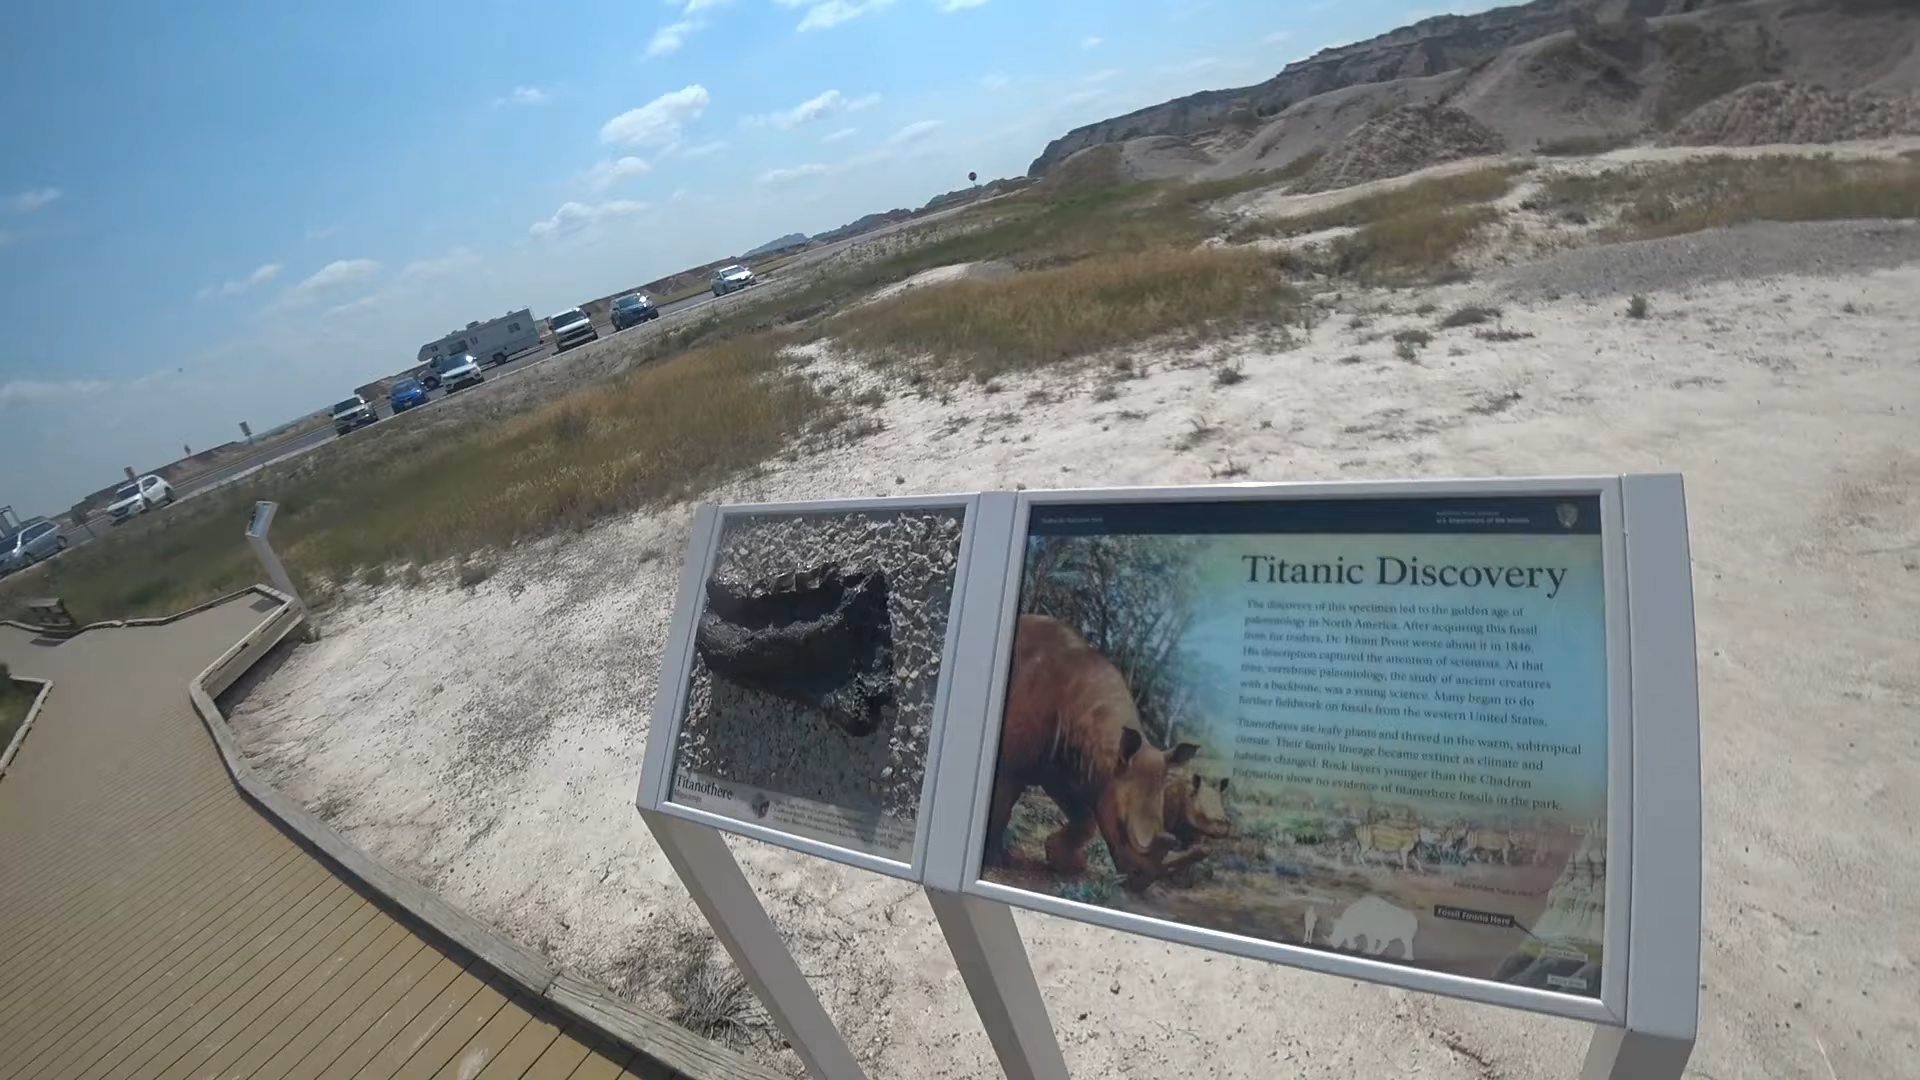 U.S. Department of the Interior
Titanic Discovery
The discovery of this specimen led to the golden age of
paleontology in North America. After acquiring this fossil
from fur traders, Dr. Hiram Prout wrote about it in 1846.
His description captured the attention of scientists. At that
time, vertebrate paleontology, the study of ancient creatures
with a backbone, was a young science. Many began to do
further fieldwork on fossils from the western United States.
Titanotheres ate leafy plants and thrived in the warm, subtropical
climate. Their family lineage became extinct as climate and
habitats changed. Rock layers younger than the Chadron
Formation show no evidence of titanothere fossils in the park.
Fossil Found Here
Titanothere